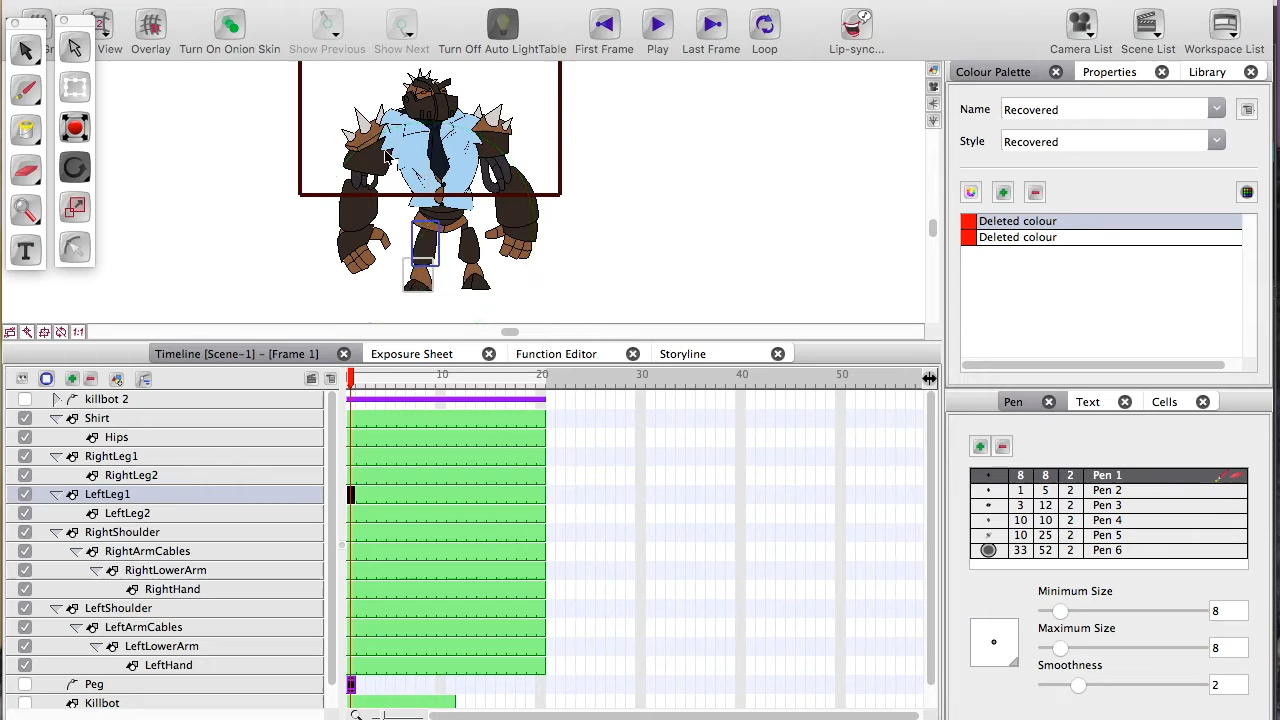 View
Overlay
Turn On Onion Skin
Show Previous
Show Next
Turn Off Auto LightTable
First Frame
Play
Last Frame
Loop
Lip-sync...
Camera List
Scene List
Workspace List
T
Colour Palette
Properties
Library
Name
Recovered
Style
Recovered
Deleted colour
Deleted colour
1:1
Timeline [Scene-1] - [Frame 1]
Exposure Sheet
Function Editor
Storyline
10 20 30 40 50
killbot 2
Shirt
Hips
RightLeg1
RightLeg2
LeftLeg1
LeftLeg2
RightShoulder
RightArmCables
RightLowerArm
RightHand
LeftShoulder
LeftArmCables
LeftLowerArm
LeftHand
Peg
Killbot
Pen
Text
Cells
8 8 2 Pen 1
1 5 2 Pen 2
3 12 2 Pen 3
10 10 2 Pen 4
10 25 2 Pen 5
33 52 2 Pen 6
Minimum Size
8
Maximum Size
8
Smoothness
2